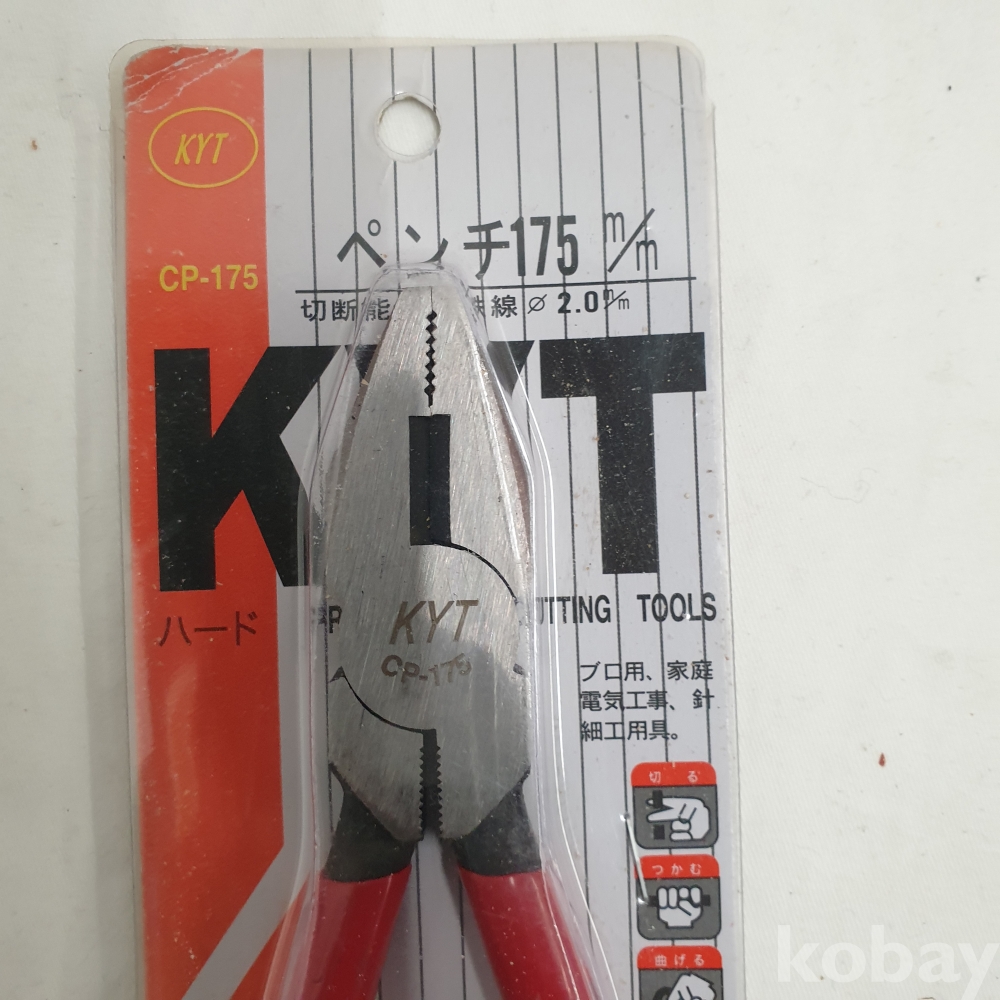 KYT
ペンチ175 m/m
CP-175
切断能 鉄線 ⌀ 2.0m/m
KYT
ハード
TOOLS
KYT
CP-175
プロ用、家庭
電気工事、針
細工用具。
切る
つかむ
曲げる
kobay